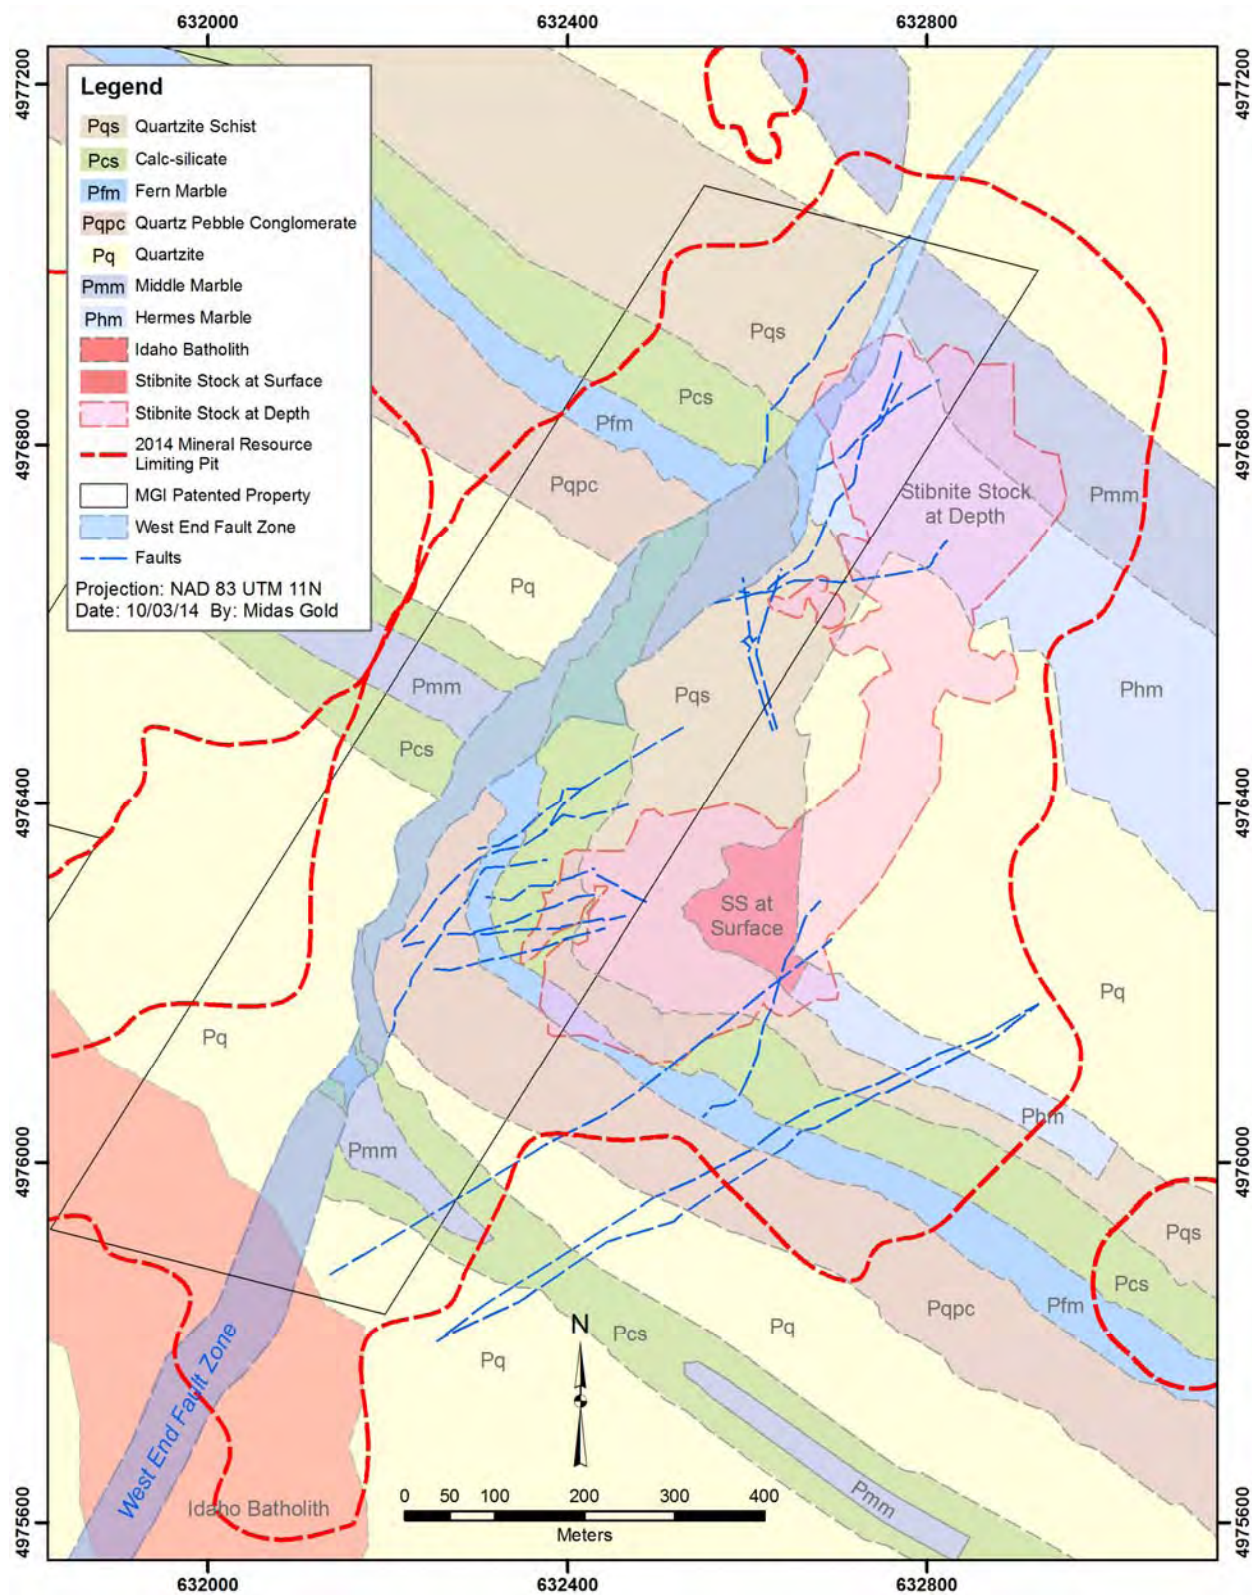 632000
632400
632800
4977200
4977200
Legend
Pqs Quartzite Schist
Pcs Calc-silicate
Pfm Fern Marble
Pqpc Quartz Pebble Conglomerate
Pq Quartzite
Pmm Middle Marble
Phm Hermes Marble
Idaho Batholith
Stibnite Stock at Surface
Stibnite Stock at Depth
2014 Mineral Resource
Limiting Pit
MGI Patented Property
West End Fault Zone
Faults
Projection: NAD 83 UTM 11N
Date: 10/03/14 By: Midas Gold
Pqs
Pcs
Pfm
4976800
4976800
Pqpc
Stibnite Stock
at Depth
Pmm
Pq
Pmm
Pqs
Phm
Pcs
4976400
4976400
SS at
Surface
Pq
Pq
Phm
Pmm
4976000
4976000
Pqs
Pcs
Pfm
Pqpc
Pq
Pcs
N
Pq
West End Fault Zone
Idaho Batholith
Pmm
0 50 100 200 300 400
Meters
4975600
4975600
632000
632400
632800